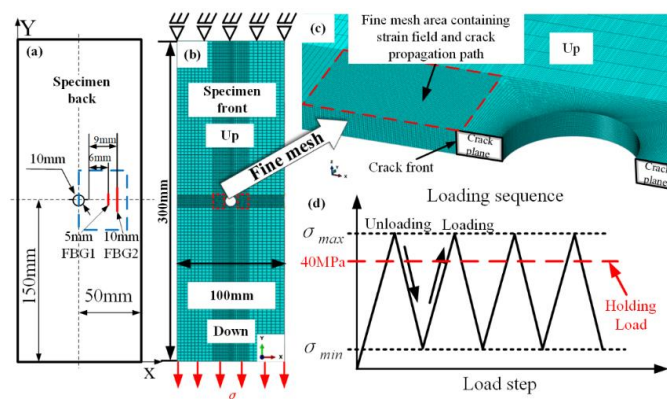 Y
(a)
Specimen
back
9mm
6mm
10mm
5mm
FBG1
10mm
FBG2
150mm
50mm
X
(b)
Specimen
front
Up
Fine mesh
300mm
100mm
Down
σ
(c)
Fine mesh area containing
strain field and crack
propagation path
Up
Crack front
Crack
plane
Crack
plane
Loading sequence
(d)
Unloading
Loading
σ max
40MPa
Holding
Load
σ min
Load step